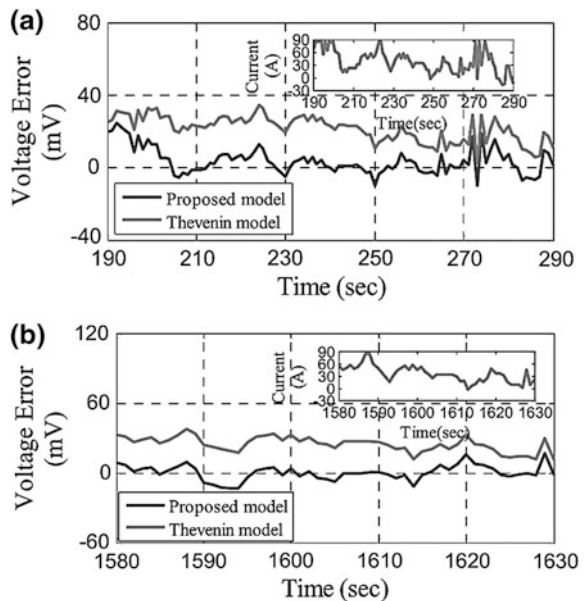 (a)
80
40
0
-40
Voltage Error
(mV)
Current
(A)
90
60
30
0
-30
190 210 220 230 250 260 270 290
Time(sec)
Proposed model
Thevenin model
190 210 230 250 270 290
Time (sec)
(b)
120
60
0
-60
Voltage Error
(mV)
Current
(A)
90
60
30
0
-30
1580 1590 1600 1610 1620 1630
Time(sec)
Proposed model
Thevenin model
1580 1590 1600 1610 1620 1630
Time (sec)